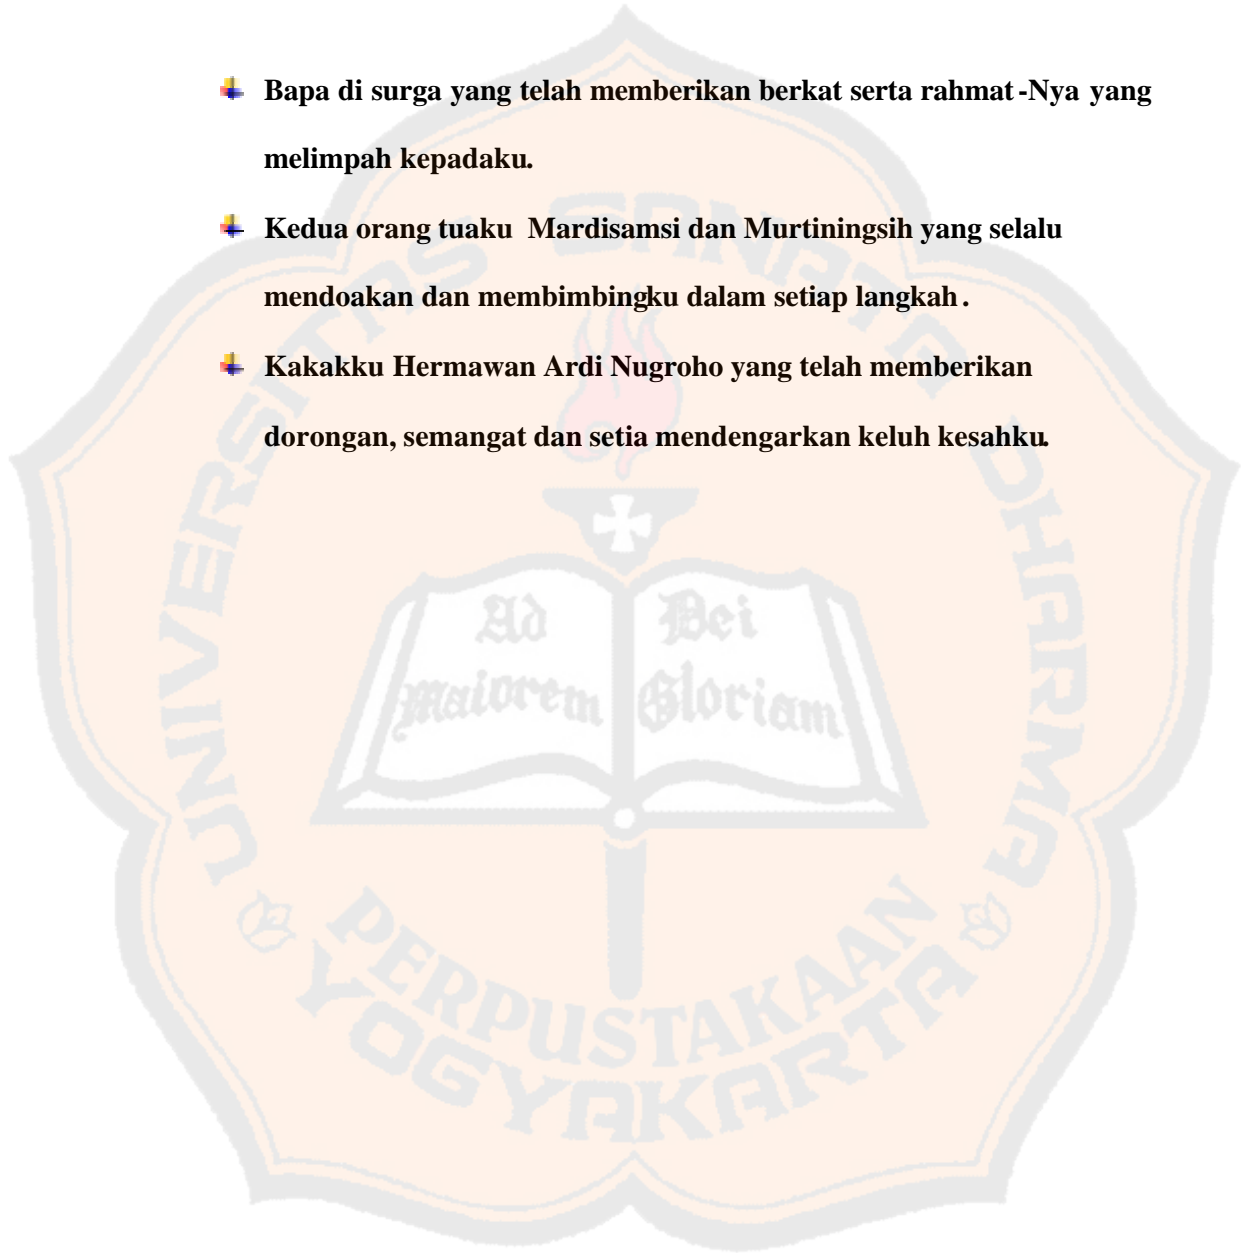 Bapa di surga yang telah memberikan berkat serta rahmat-Nya yang
melimpah kepadaku.
Kedua orang tuaku Mardisamsi dan Murtiningsih yang selalu
mendoakan dan membimbingku dalam setiap langkah.
Kakakku Hermawan Ardi Nugroho yang telah memberikan
dorongan, semangat dan setia mendengarkan keluh kesahku.
UNIVERSITAS SANATA DHARMA
Ad Dei
Maiorem Gloriam
PERPUSTAKAAN
YOGYAKARTA